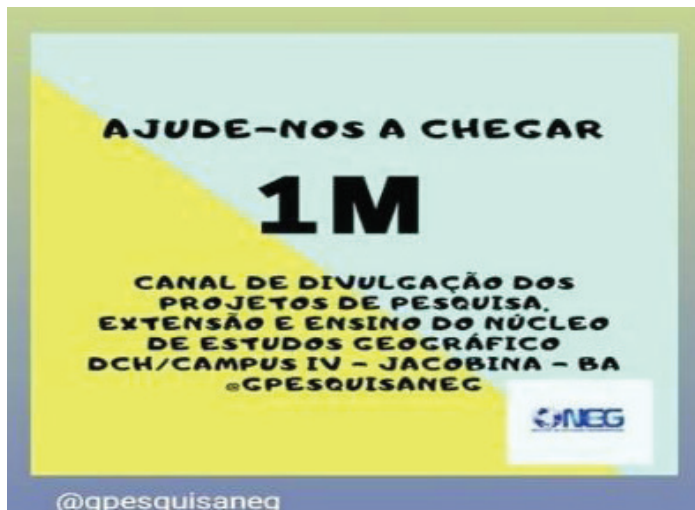 AJUDE-NOS A CHEGAR
1M
CANAL DE DIVULGAÇÃO DOS
PROJETOS DE PESQUISA,
EXTENSÃO E ENSINO DO NÚCLEO
DE ESTUDOS GEOGRÁFICO
DCH/CAMPUS IV - JACOBINA - BA
@GPESQUISANEG
NEG
@gpesquisaneg